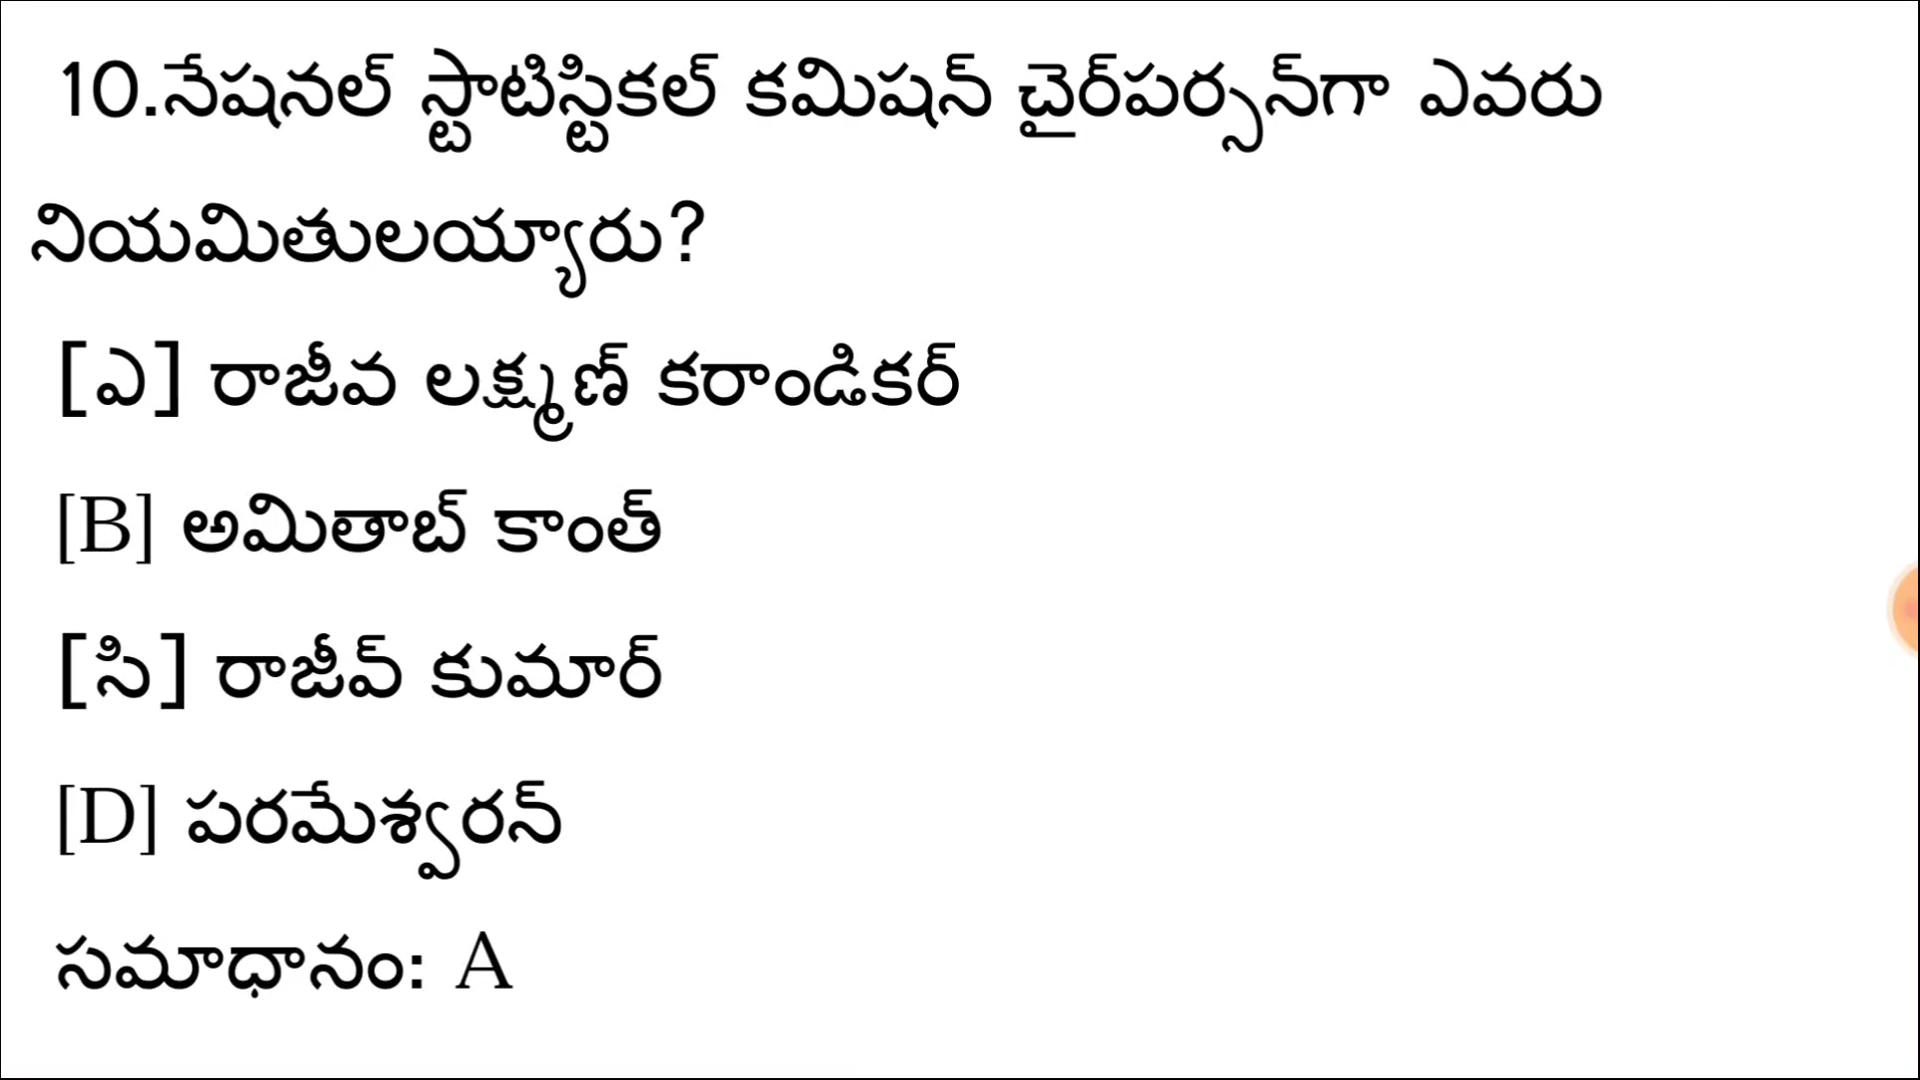 10.నేషనల్ స్టాటిస్టికల్ కమిషన్ చైర్‌పర్సన్‌గా ఎవరు
నియమితులయ్యారు?
[ఎ] రాజీవ లక్ష్మణ్ కరాండికర్
[B] అమితాబ్ కాంత్
[సి] రాజీవ్ కుమార్
[D] పరమేశ్వరన్
సమాధానం: A